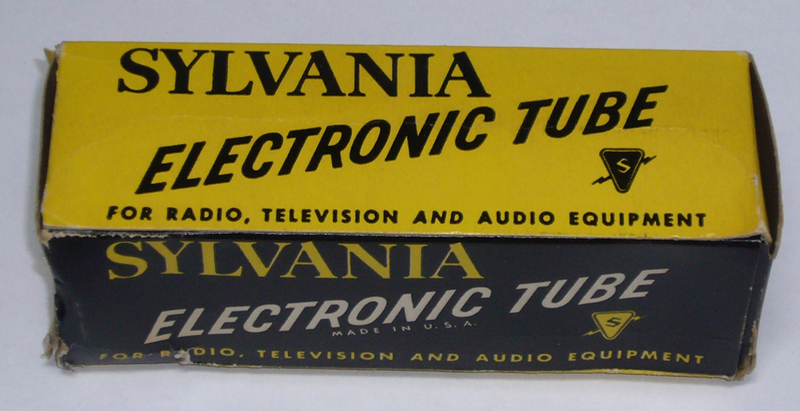 SYLVANIA
ELECTRONIC TUBE
S
FOR RADIO, TELEVISION AND AUDIO EQUIPMENT
SYLVANIA
ELECTRONIC TUBE
MADE IN U.S.A.
S
FOR RADIO, TELEVISION AND AUDIO EQUIPMENT